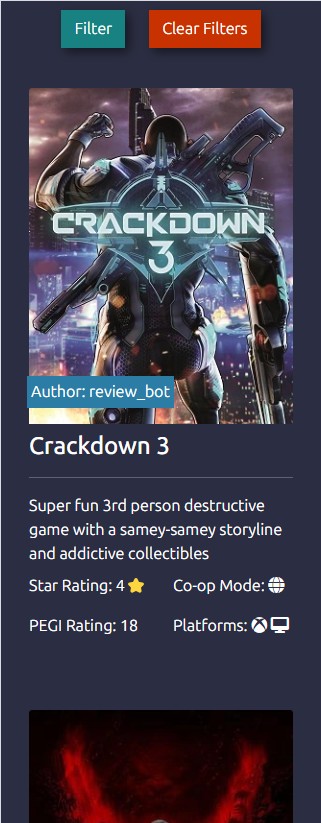 Filter Clear Filters
CRACKDOWN
3
Author: review_bot
Crackdown 3
Super fun 3rd person destructive
game with a samey-samey storyline
and addictive collectibles
Star Rating: 4 Co-op Mode:
PEGI Rating: 18 Platforms: